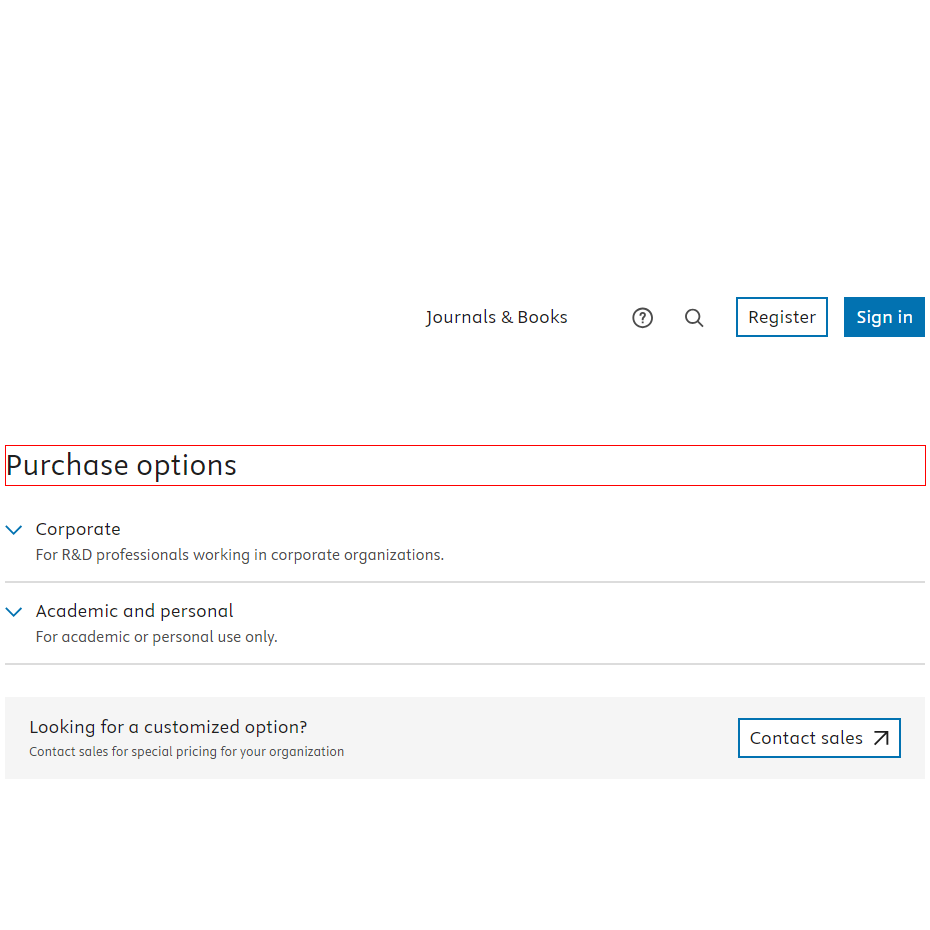 Journals & Books
Register
Sign in
Purchase options
Corporate
For R&D professionals working in corporate organizations.
Academic and personal
For academic or personal use only.
Looking for a customized option?
Contact sales for special pricing for your organization
Contact sales